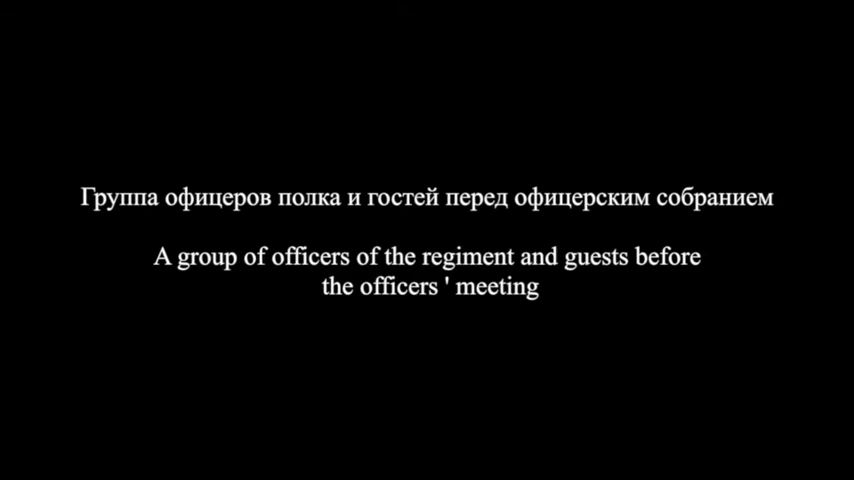 Группа офицеров полка и гостей перед офицерским собранием
A group of officers of the regiment and guests before
the officers ' meeting